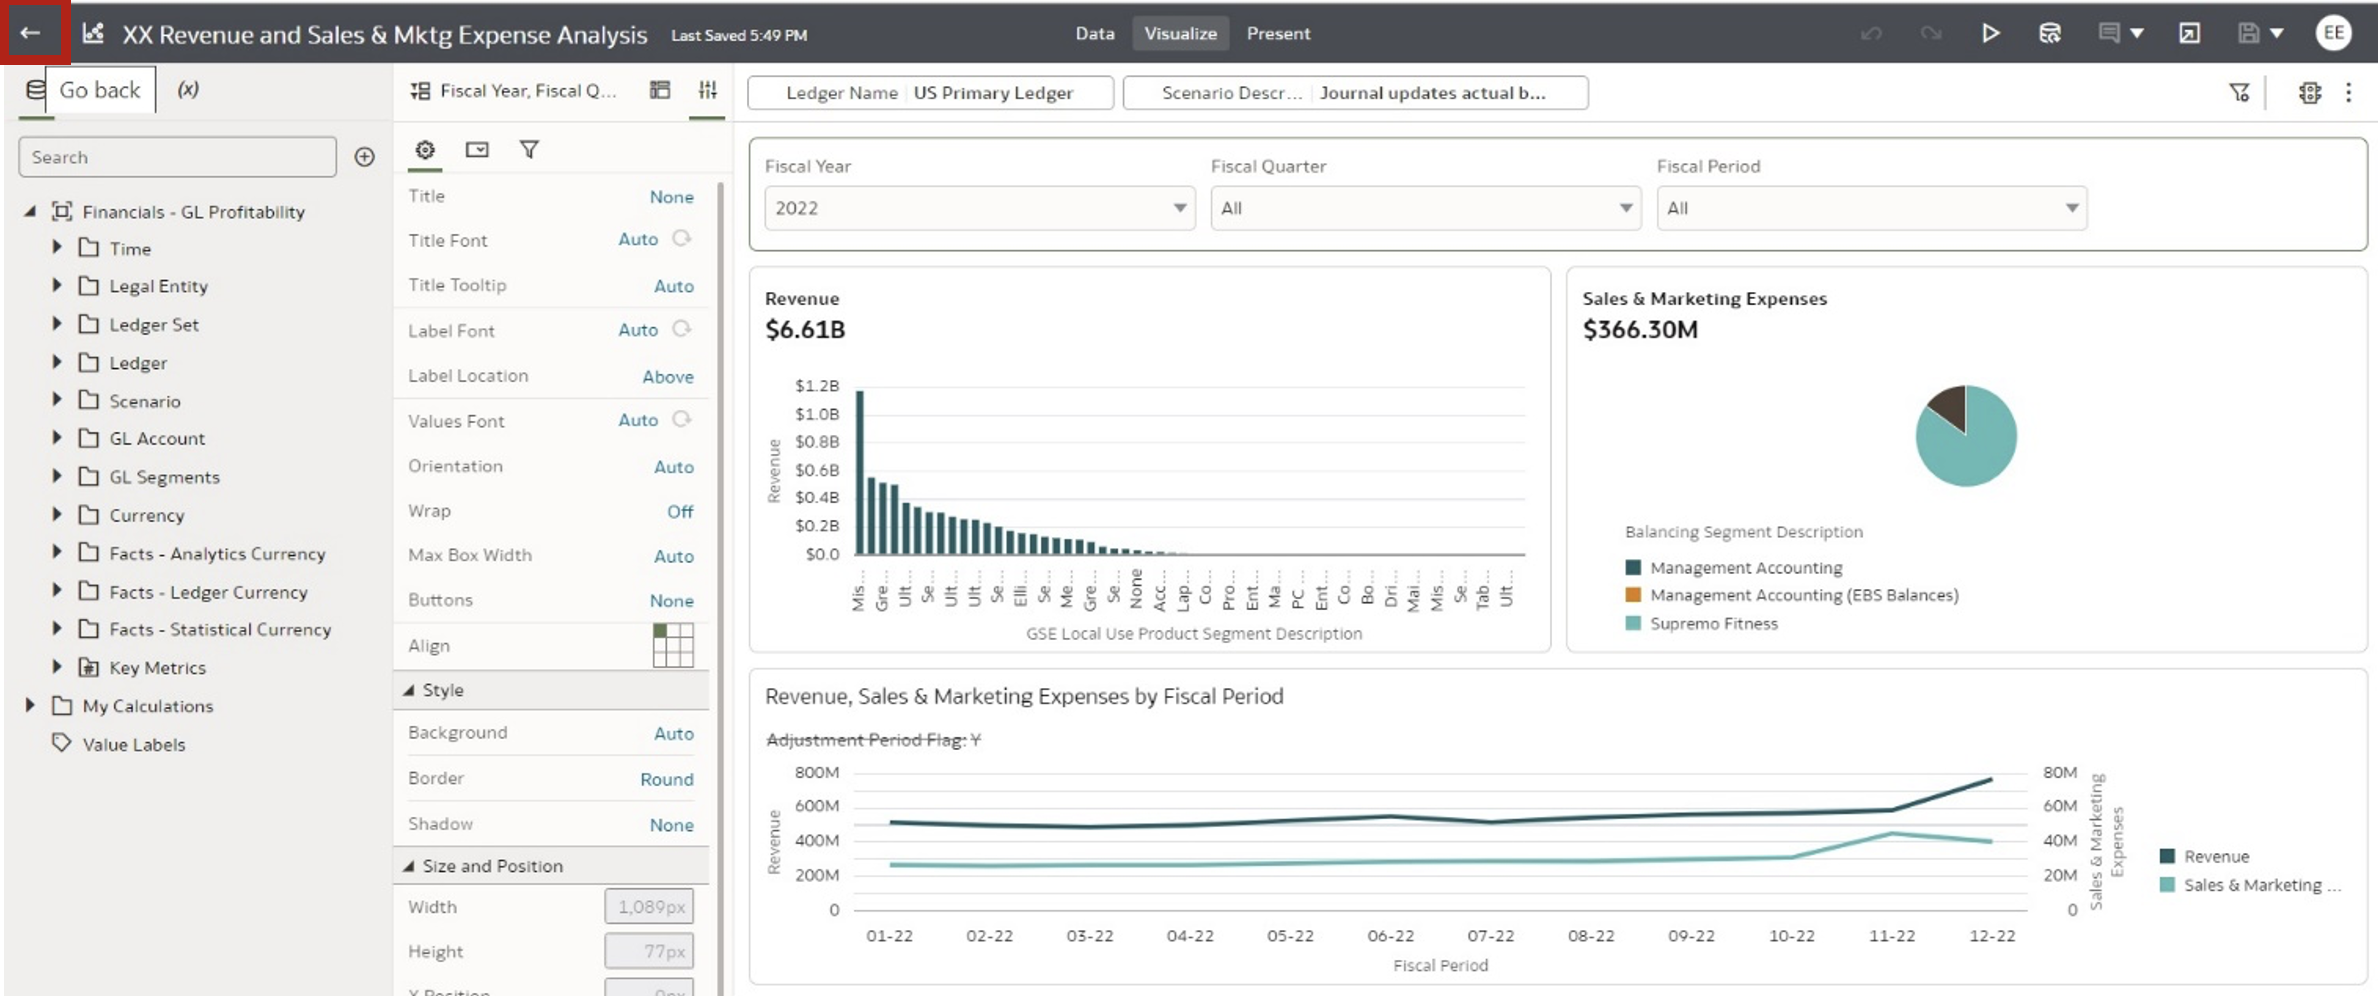 XX Revenue and Sales & Mktg Expense Analysis Last Saved 5:49 PM Data Visualize Present EE
Go back (x)
Search
Financials - GL Profitability
Time
Legal Entity
Ledger Set
Ledger
Scenario
GL Account
GL Segments
Currency
Facts - Analytics Currency
Facts - Ledger Currency
Facts - Statistical Currency
Key Metrics
My Calculations
Value Labels
Fiscal Year, Fiscal Q...
Title None
Title Font Auto
Title Tooltip Auto
Label Font Auto
Label Location Above
Values Font Auto
Orientation Auto
Wrap Off
Max Box Width Auto
Buttons None
Align
Style
Background Auto
Border Round
Shadow None
Size and Position
Width 1,089px
Height 77px
Ledger Name US Primary Ledger Scenario Descr... Journal updates actual b...
Fiscal Year Fiscal Quarter Fiscal Period
2022 All All
Revenue
$6.61B
$1.2B
$1.0B
$0.8B
$0.6B
$0.4B
$0.2B
$0.0
Revenue
Mis... Gre... Ult... Se... Ult... Ult... Se... Elli... Se... Me... Gre... Se... None Acc... Lap... Co... Pro... Ent... Ma... PC... Ent... Co... Bo... Dri... Mai... Mis... Se... Tab... Ult...
GSE Local Use Product Segment Description
Sales & Marketing Expenses
$366.30M
Balancing Segment Description
Management Accounting
Management Accounting (EBS Balances)
Supremo Fitness
Revenue, Sales & Marketing Expenses by Fiscal Period
Adjustment Period Flag: Y
800M
600M
400M
200M
0
Revenue
80M
60M
40M
20M
0
Sales & Marketing
Expenses
01-22 02-22 03-22 04-22 05-22 06-22 07-22 08-22 09-22 10-22 11-22 12-22
Fiscal Period
Revenue
Sales & Marketing ...